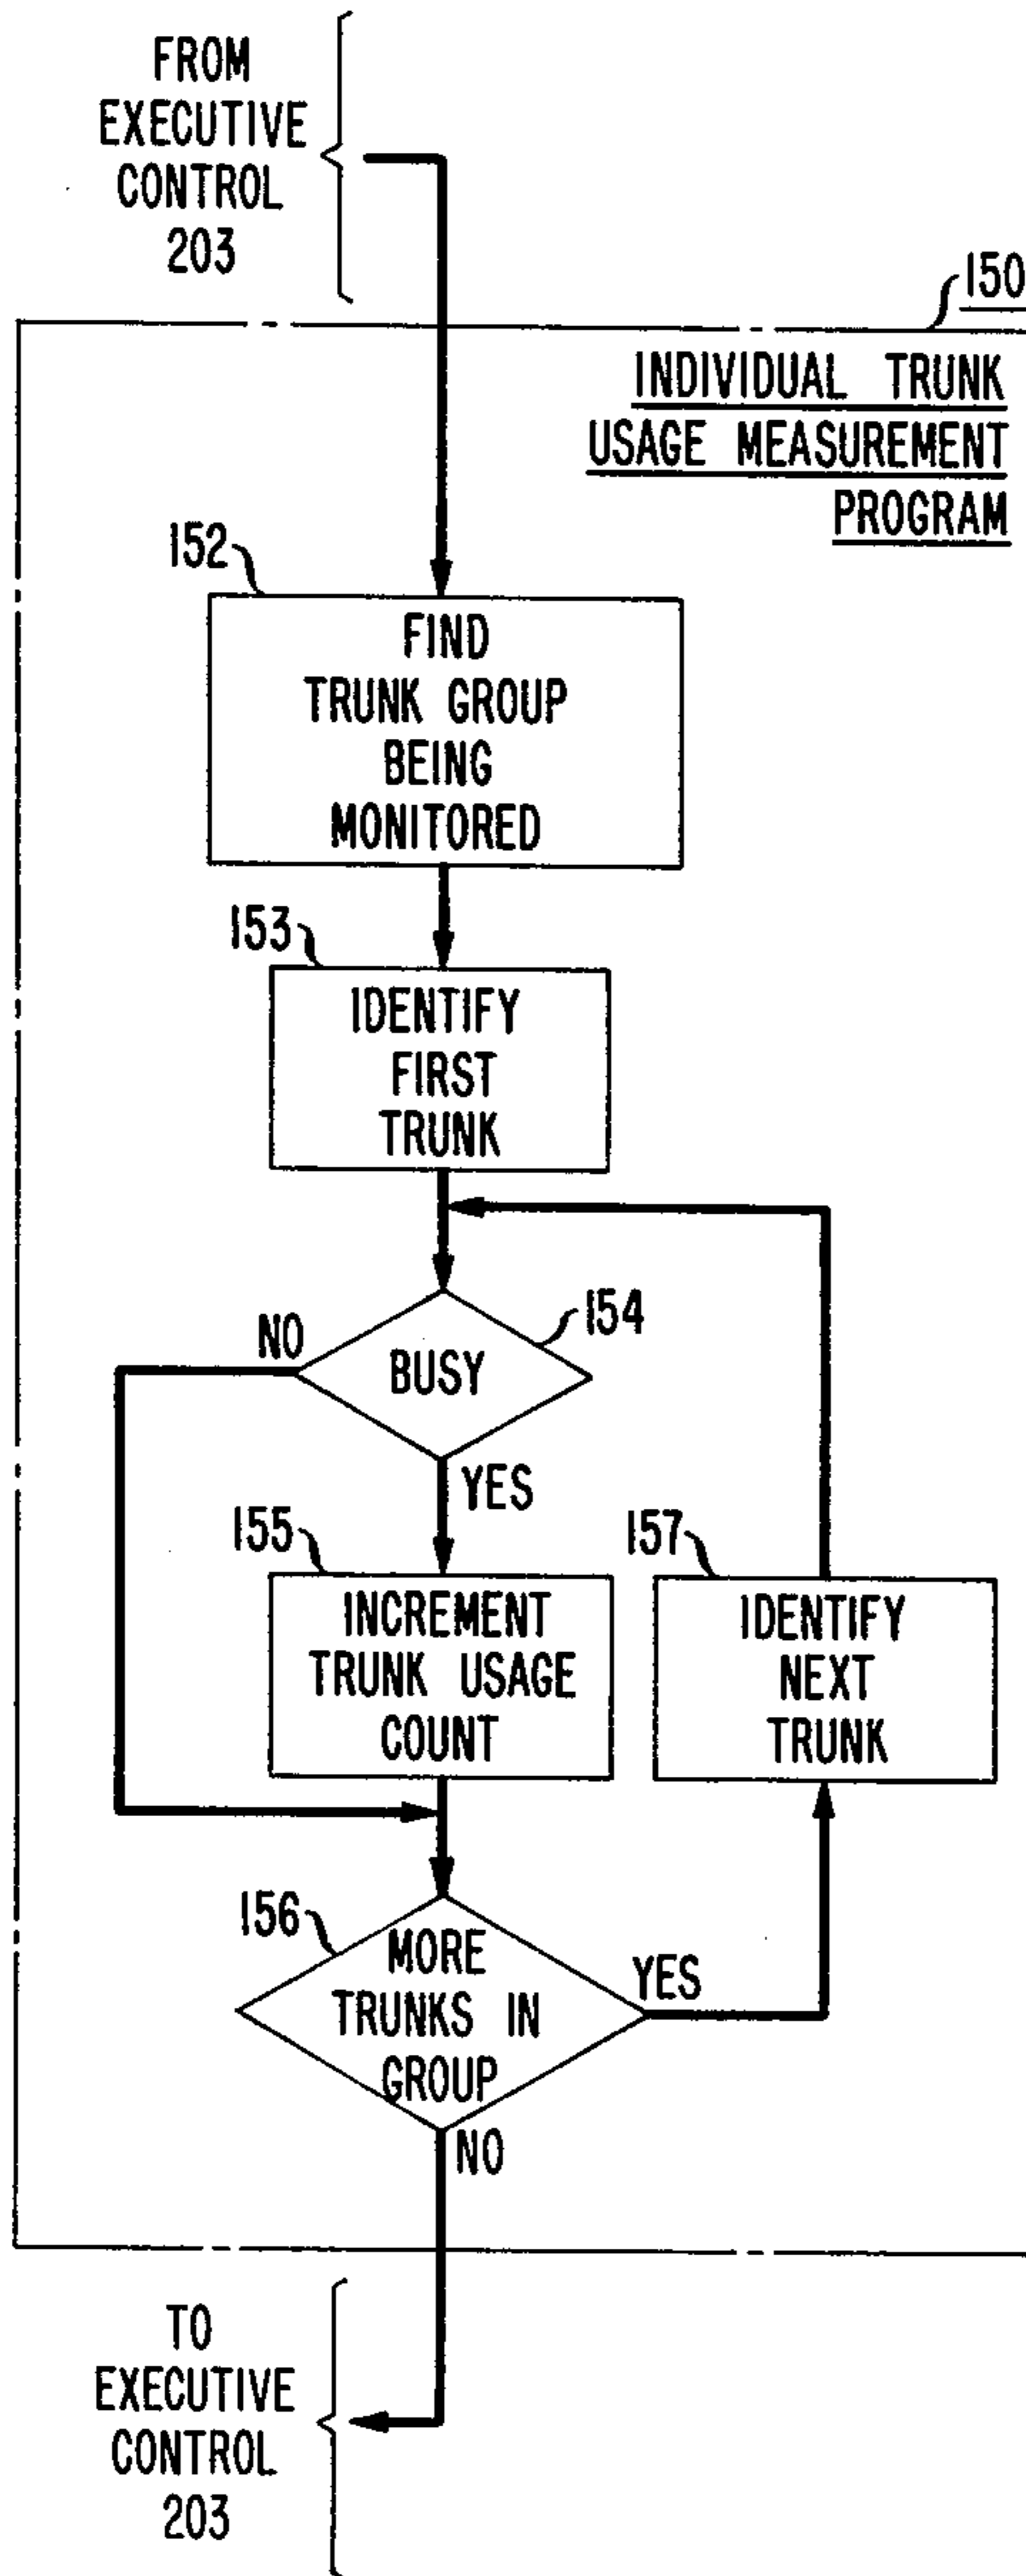 FROM
EXECUTIVE
CONTROL
203
150
INDIVIDUAL TRUNK
USAGE MEASUREMENT
PROGRAM
152
FIND
TRUNK GROUP
BEING
MONITORED
153
IDENTIFY
FIRST
TRUNK
NO
154
BUSY
YES
155
INCREMENT
TRUNK USAGE
COUNT
157
IDENTIFY
NEXT
TRUNK
156
MORE
TRUNKS IN
GROUP
YES
NO
TO
EXECUTIVE
CONTROL
203